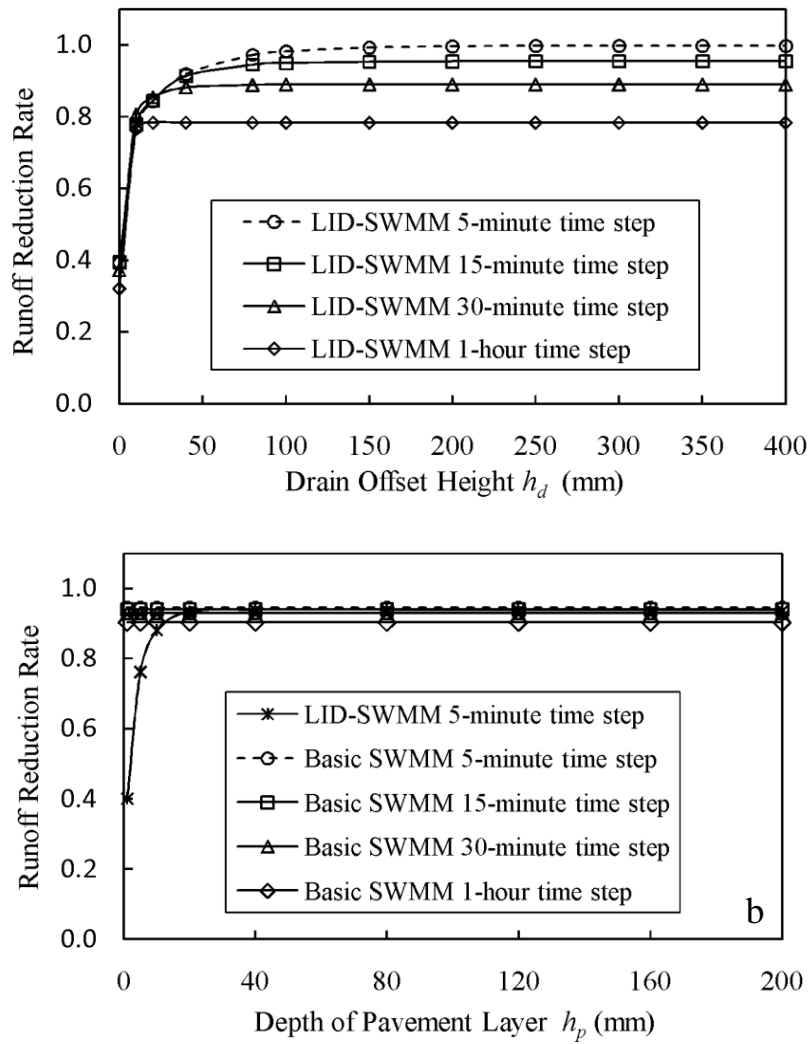 1.0
0.8
0.6
0.4
0.2
0.0
Runoff Reduction Rate
LID-SWMM 5-minute time step
LID-SWMM 15-minute time step
LID-SWMM 30-minute time step
LID-SWMM 1-hour time step
0 50 100 150 200 250 300 350 400
Drain Offset Height h_d (mm)
1.0
0.8
0.6
0.4
0.2
0.0
Runoff Reduction Rate
LID-SWMM 5-minute time step
Basic SWMM 5-minute time step
Basic SWMM 15-minute time step
Basic SWMM 30-minute time step
Basic SWMM 1-hour time step
b
0 40 80 120 160 200
Depth of Pavement Layer h_p (mm)